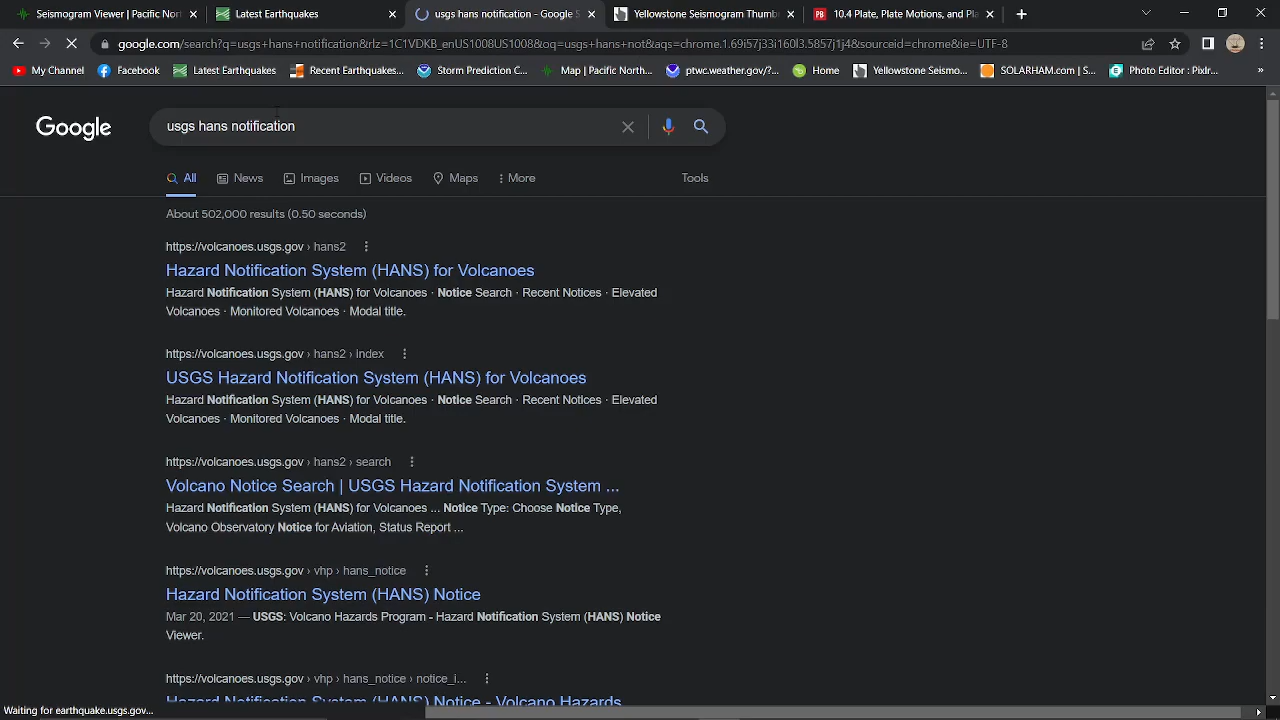 Seismogram Viewer | Pacific Nort
Latest Earthquakes
usgs hans notification - Google S
Yellowstone Seismogram Thumb
PB 10.4 Plate, Plate Motions, and Pla
google.com/search?q=usgs+hans+notification&rlz=1C1VDKB_enUS1008US1008&oq=usgs+hans+not&aqs=chrome.1.69i57j33i160l3.5857j1j4&sourceid=chrome&ie=UTF-8
My Channel
Facebook
Latest Earthquakes
Recent Earthquakes...
Storm Prediction C...
Map | Pacific North...
ptwc.weather.gov/?...
Home
Yellowstone Seismo...
SOLARHAM.com | S...
Photo Editor : Pixlr...
»
Google
usgs hans notification
All
News
Images
Videos
Maps
More
Tools
About 502,000 results (0.50 seconds)
https://volcanoes.usgs.gov › hans2
Hazard Notification System (HANS) for Volcanoes
Hazard Notification System (HANS) for Volcanoes · Notice Search · Recent Notices · Elevated
Volcanoes · Monitored Volcanoes · Modal title.
https://volcanoes.usgs.gov › hans2 › index
USGS Hazard Notification System (HANS) for Volcanoes
Hazard Notification System (HANS) for Volcanoes · Notice Search · Recent Notices · Elevated
Volcanoes · Monitored Volcanoes · Modal title.
https://volcanoes.usgs.gov › hans2 › search
Volcano Notice Search | USGS Hazard Notification System ...
Hazard Notification System (HANS) for Volcanoes ... Notice Type: Choose Notice Type,
Volcano Observatory Notice for Aviation, Status Report ...
https://volcanoes.usgs.gov › vhp › hans_notice
Hazard Notification System (HANS) Notice
Mar 20, 2021 — USGS: Volcano Hazards Program - Hazard Notification System (HANS) Notice
Viewer.
https://volcanoes.usgs.gov › vhp › hans_notice › notice_i...
Hazard Notification System (HANS) Notice - Volcano Hazards
Waiting for earthquake.usgs.gov...